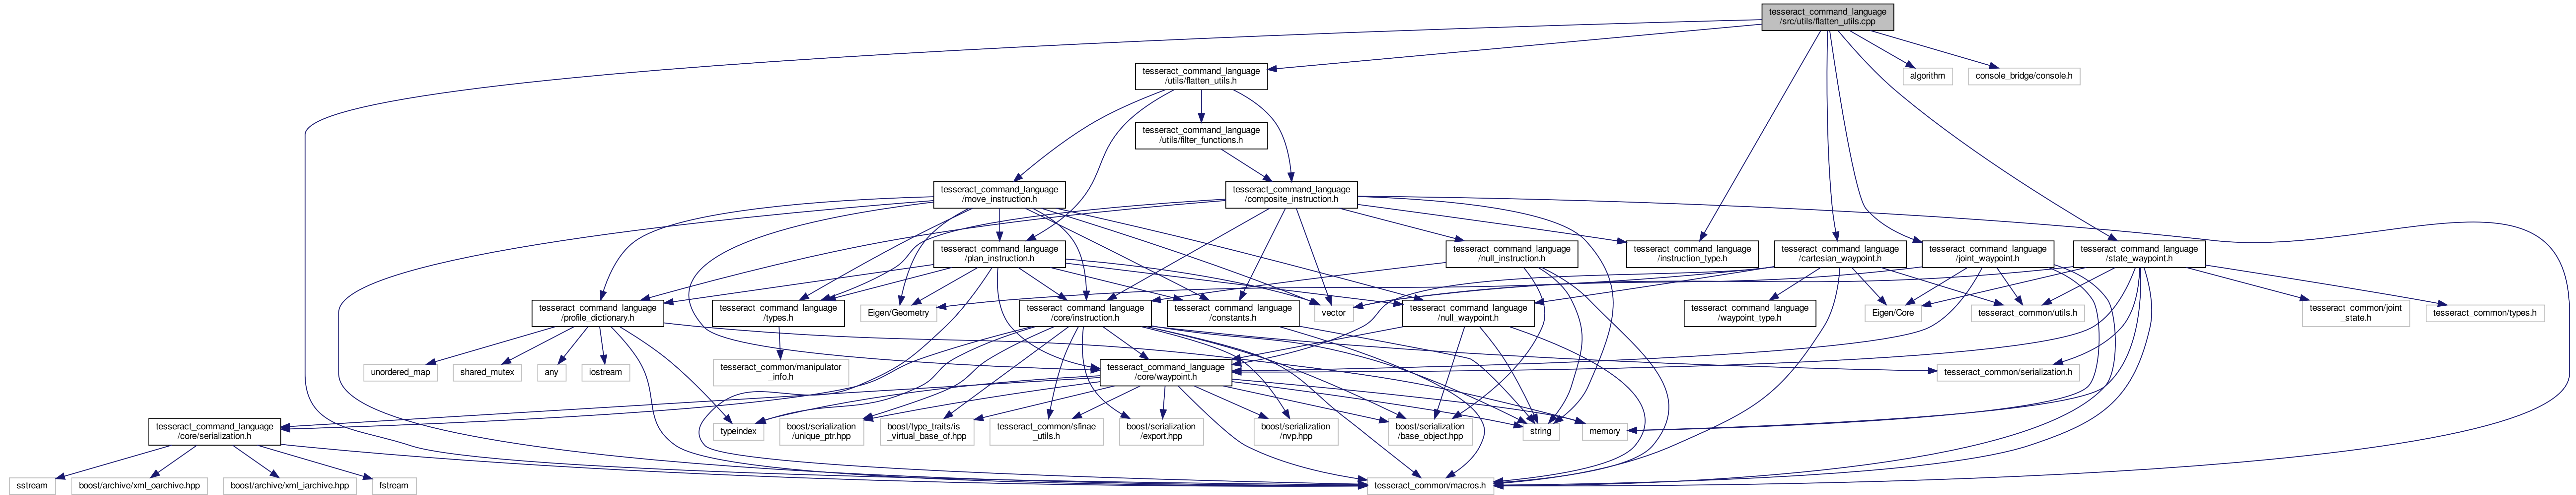 tesseract_command_language
/src/utils/flatten_utils.cpp
tesseract_command_language
/utils/flatten_utils.h
algorithm
console_bridge/console.h
tesseract_command_language
/utils/filter_functions.h
tesseract_command_language
/move_instruction.h
tesseract_command_language
/composite_instruction.h
tesseract_command_language
/plan_instruction.h
tesseract_command_language
/null_instruction.h
tesseract_command_language
/instruction_type.h
tesseract_command_language
/cartesian_waypoint.h
tesseract_command_language
/joint_waypoint.h
tesseract_command_language
/state_waypoint.h
tesseract_command_language
/profile_dictionary.h
tesseract_command_language
/types.h
Eigen/Geometry
tesseract_command_language
/core/instruction.h
tesseract_command_language
/constants.h
vector
tesseract_command_language
/null_waypoint.h
tesseract_command_language
/waypoint_type.h
Eigen/Core
tesseract_common/utils.h
tesseract_common/joint
_state.h
tesseract_common/types.h
unordered_map
shared_mutex
any
iostream
tesseract_common/manipulator
_info.h
tesseract_command_language
/core/waypoint.h
tesseract_common/serialization.h
tesseract_command_language
/core/serialization.h
typeindex
boost/serialization
/unique_ptr.hpp
boost/type_traits/is
_virtual_base_of.hpp
tesseract_common/sfinae
_utils.h
boost/serialization
/export.hpp
boost/serialization
/nvp.hpp
boost/serialization
/base_object.hpp
string
memory
sstream
boost/archive/xml_oarchive.hpp
boost/archive/xml_iarchive.hpp
fstream
tesseract_common/macros.h